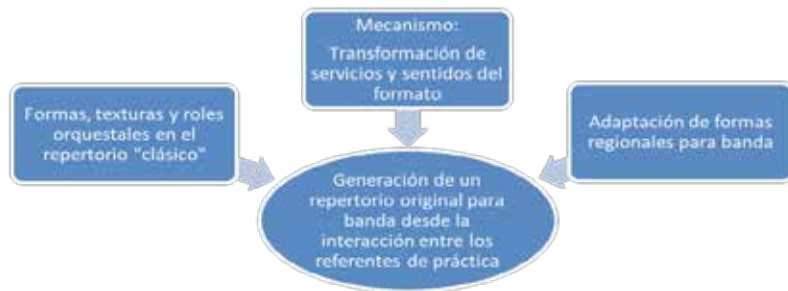 Mecanismo:
Transformación de
servicios y sentidos del
formato
Formas, texturas y roles
orquestales en el
repertorio "clásico"
Adaptación de formas
regionales para banda
Generación de un
repertorio original para
banda desde la
interacción entre los
referentes de práctica